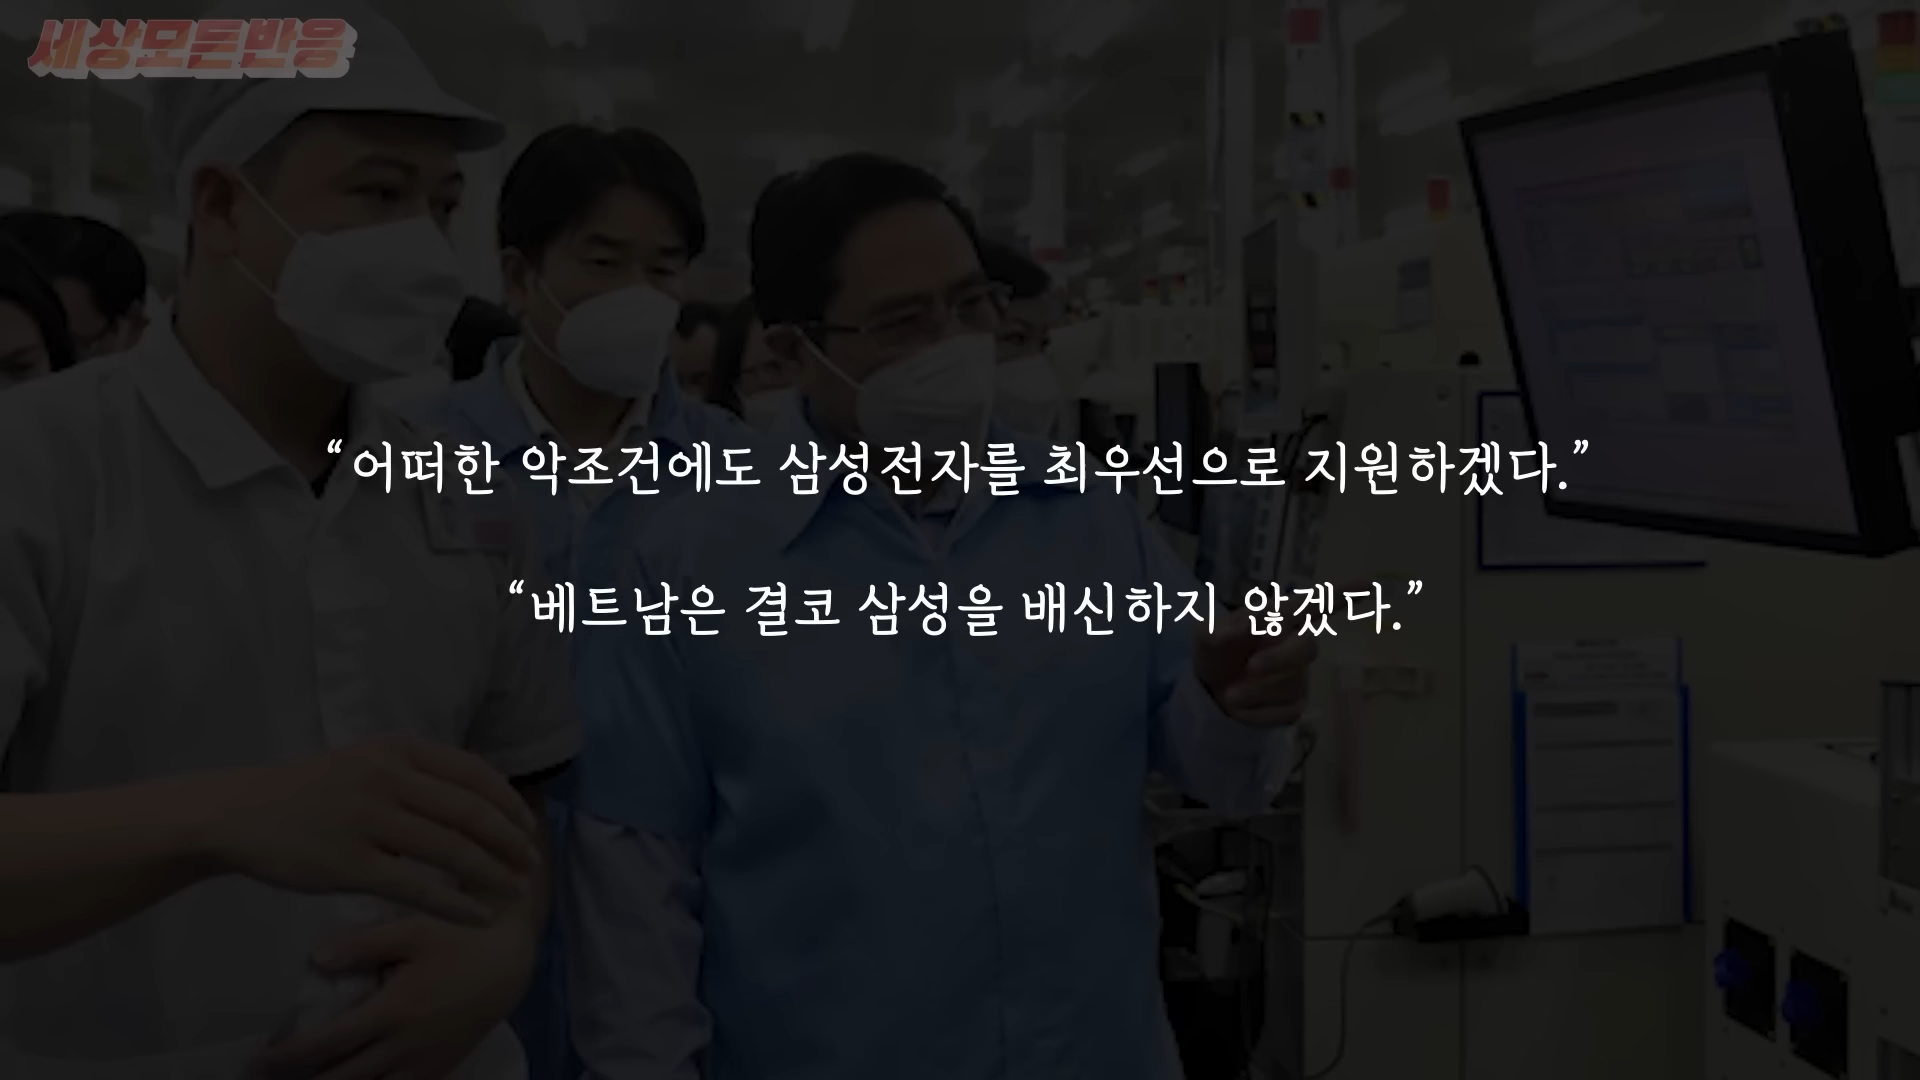 세상모든반응
“어떠한 악조건에도 삼성전자를 최우선으로 지원하겠다.”
“베트남은 결코 삼성을 배신하지 않겠다.”